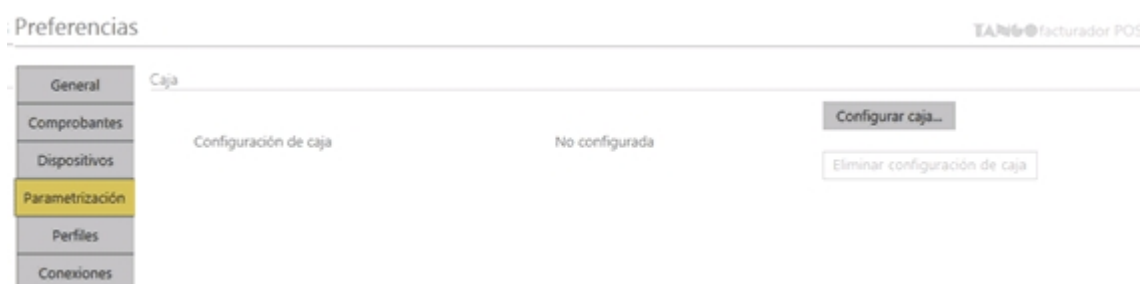 Preferencias
TANGO facturador POS
General
Caja
Comprobantes
Configurar caja...
Configuración de caja
No configurada
Dispositivos
Eliminar configuración de caja
Parametrización
Perfiles
Conexiones